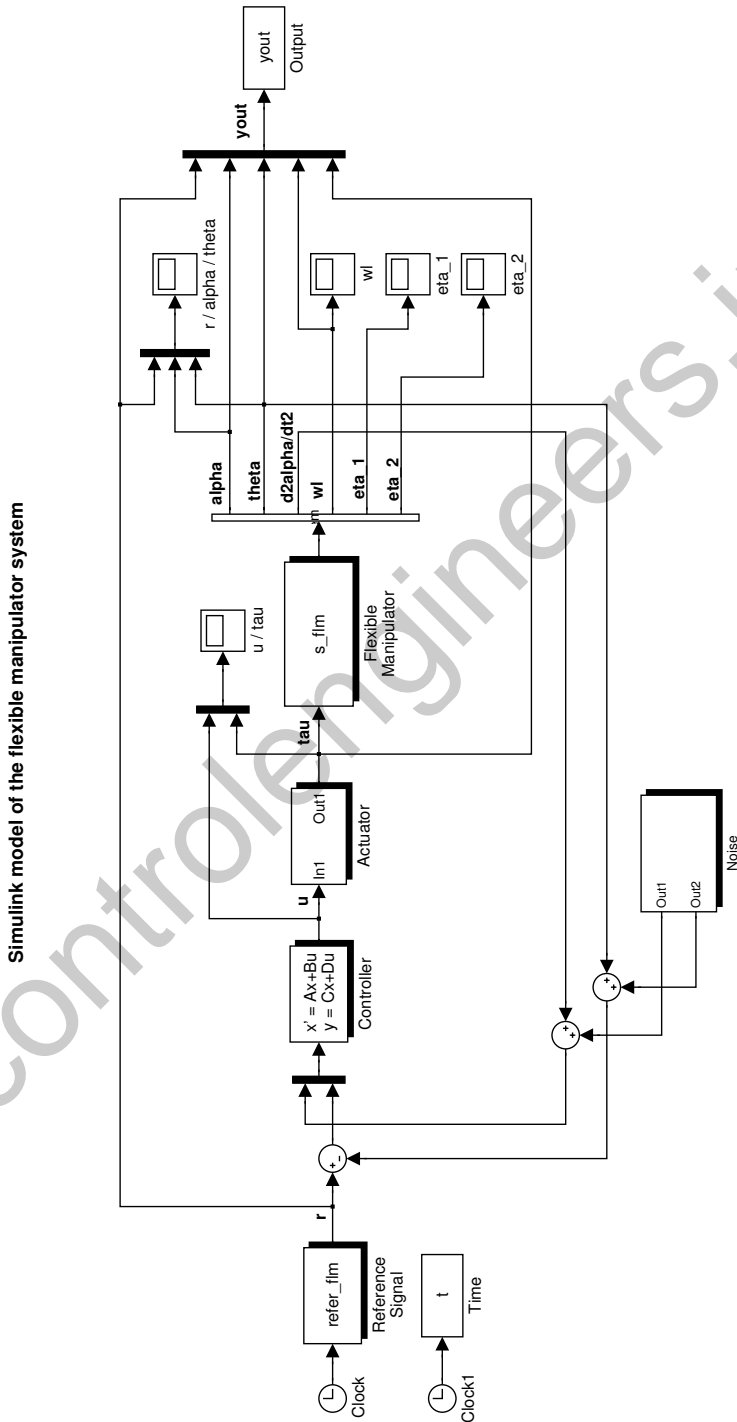 Simulink model of the flexible manipulator system
Clock
refer_flm
Reference
Signal
r
Clock1
t
Time
+
-
x' = Ax+Bu
y = Cx+Du
Controller
u
In1
Out1
Actuator
tau
u / tau
s_flm
Flexible
Manipulator
m
alpha
theta
d2alpha/dt2
wl
eta_1
eta_2
r / alpha / theta
wl
eta_1
eta_2
yout
yout
Output
+
+
+
+
Out1
Out2
Noise
controlengineers.i